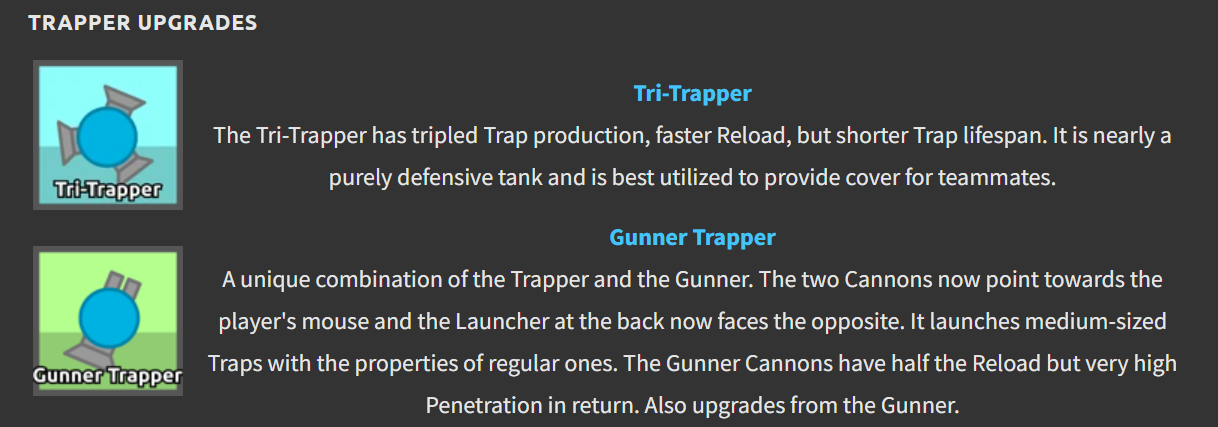 TRAPPER UPGRADES
Tri-Trapper
Tri-Trapper
The Tri-Trapper has tripled Trap production, faster Reload, but shorter Trap lifespan. It is nearly a
purely defensive tank and is best utilized to provide cover for teammates.
Gunner Trapper
Gunner Trapper
A unique combination of the Trapper and the Gunner. The two Cannons now point towards the
player's mouse and the Launcher at the back now faces the opposite. It launches medium-sized
Traps with the properties of regular ones. The Gunner Cannons have half the Reload but very high
Penetration in return. Also upgrades from the Gunner.